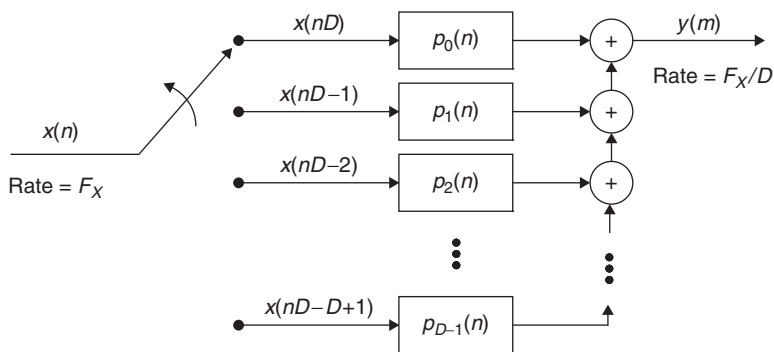 x(nD) p₀(n) + y(m)
Rate = F_X/D
x(nD−1) p₁(n) +
x(n)
x(nD−2) p₂(n) +
Rate = F_X
x(nD−D+1) p_{D−1}(n)